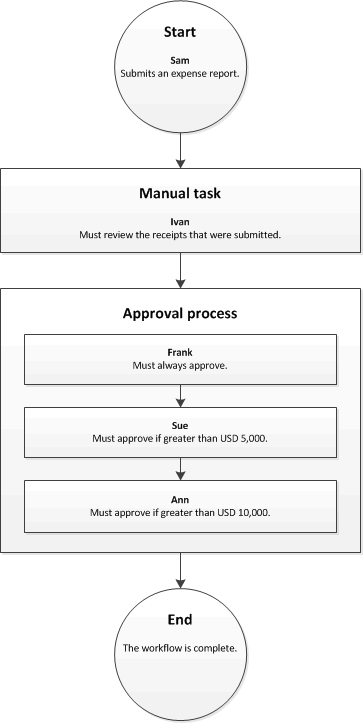 Start
Sam
Submits an expense report.
Manual task
Ivan
Must review the receipts that were submitted.
Approval process
Frank
Must always approve.
Sue
Must approve if greater than USD 5,000.
Ann
Must approve if greater than USD 10,000.
End
The workflow is complete.